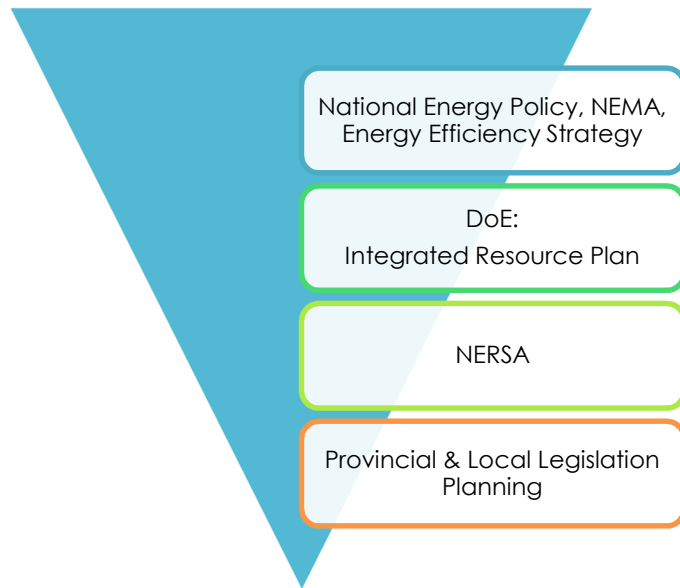 National Energy Policy, NEMA,
Energy Efficiency Strategy
DoE:
Integrated Resource Plan
NERSA
Provincial & Local Legislation
Planning